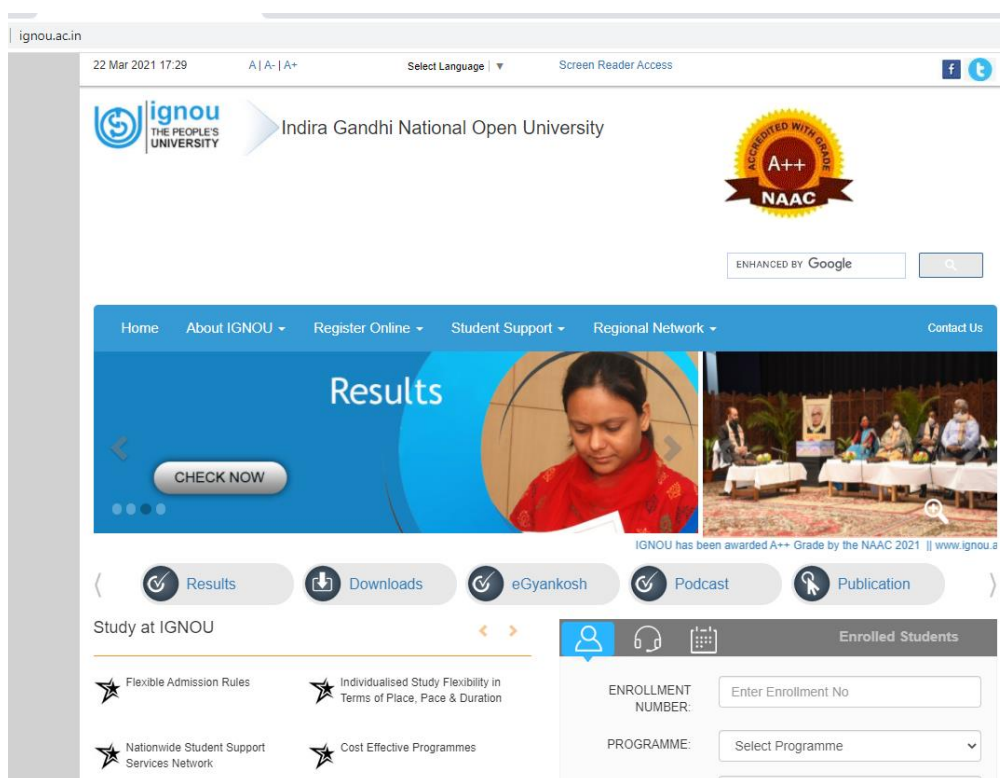 ignou.ac.in
22 Mar 2021 17:29 A | A- | A+ Select Language ▼ Screen Reader Access
ignou
THE PEOPLE'S
UNIVERSITY
Indira Gandhi National Open University
ACCREDITED WITH GRADE
A++
NAAC
ENHANCED BY Google
Home About IGNOU Register Online Student Support Regional Network Contact Us
Results
CHECK NOW
IGNOU has been awarded A++ Grade by the NAAC 2021 || www.ignou.a
Results Downloads eGyankosh Podcast Publication
Study at IGNOU
Enrolled Students
Flexible Admission Rules
Individualised Study Flexibility in
Terms of Place, Pace & Duration
Nationwide Student Support
Services Network
Cost Effective Programmes
ENROLLMENT
NUMBER:
Enter Enrollment No
PROGRAMME:
Select Programme